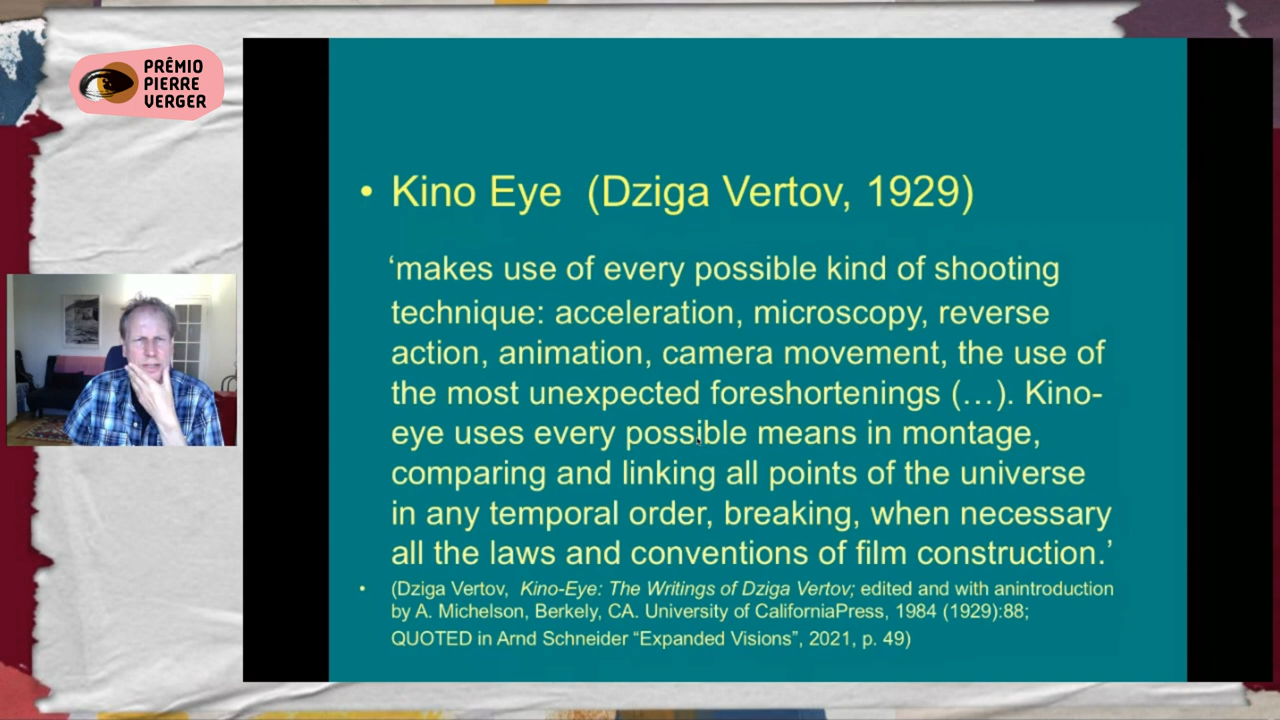 PRÊMIO
PIERRE
VERGER
• Kino Eye (Dziga Vertov, 1929)
‘makes use of every possible kind of shooting
technique: acceleration, microscopy, reverse
action, animation, camera movement, the use of
the most unexpected foreshortenings (…). Kino-
eye uses every possible means in montage,
comparing and linking all points of the universe
in any temporal order, breaking, when necessary
all the laws and conventions of film construction.’
• (Dziga Vertov, Kino-Eye: The Writings of Dziga Vertov; edited and with anintroduction
by A. Michelson, Berkely, CA. University of CaliforniaPress, 1984 (1929):88;
QUOTED in Arnd Schneider “Expanded Visions”, 2021, p. 49)